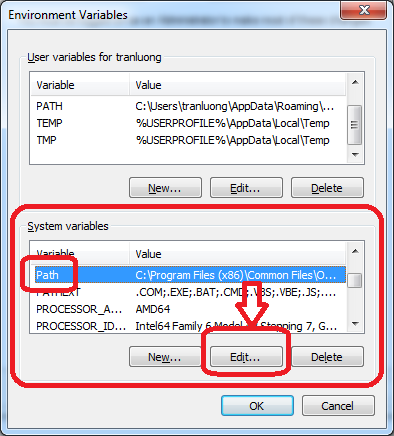 Environment Variables
User variables for tranluong
Variable Value
PATH C:\Users\tranluong\AppData\Roaming\...
TEMP %USERPROFILE%\AppData\Local\Temp
TMP %USERPROFILE%\AppData\Local\Temp
New... Edit... Delete
System variables
Variable Value
Path C:\Program Files (x86)\Common Files\O...
PATHEXT .COM;.EXE;.BAT;.CMD;.VBS;.VBE;.JS;....
PROCESSOR_A... AMD64
PROCESSOR_ID... Intel64 Family 6 Model Stepping 7, G...
New... Edit... Delete
OK Cancel